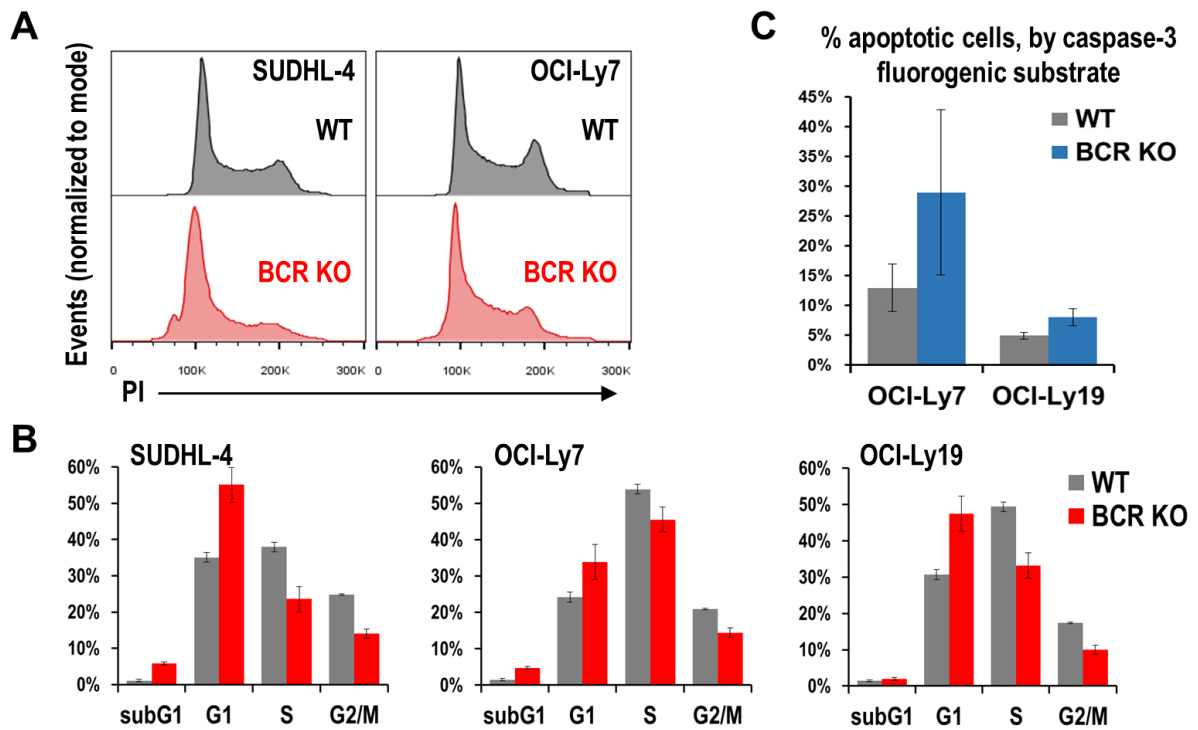 A
Events (normalized to mode)
SUDHL-4
WT
OCI-Ly7
WT
BCR KO
BCR KO
0 100K 200K 300K
0 100K 200K 300K
PI
C
% apoptotic cells, by caspase-3
fluorogenic substrate
45%
40%
35%
30%
25%
20%
15%
10%
5%
0%
WT
BCR KO
OCI-Ly7 OCI-Ly19
B
SUDHL-4
60%
50%
40%
30%
20%
10%
0%
subG1 G1 S G2/M
OCI-Ly7
60%
50%
40%
30%
20%
10%
0%
subG1 G1 S G2/M
OCI-Ly19
60%
50%
40%
30%
20%
10%
0%
subG1 G1 S G2/M
WT
BCR KO